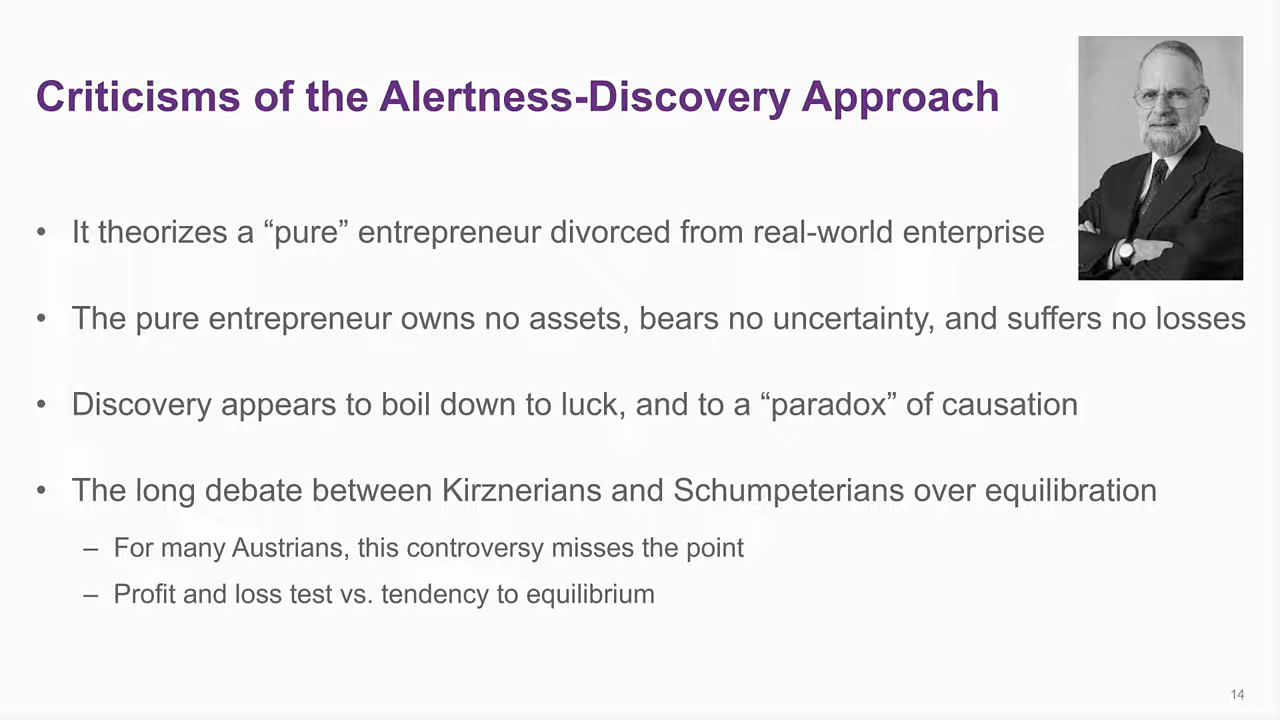 Criticisms of the Alertness-Discovery Approach
• It theorizes a “pure” entrepreneur divorced from real-world enterprise
• The pure entrepreneur owns no assets, bears no uncertainty, and suffers no losses
• Discovery appears to boil down to luck, and to a “paradox” of causation
• The long debate between Kirznerians and Schumpeterians over equilibration
– For many Austrians, this controversy misses the point
– Profit and loss test vs. tendency to equilibrium
14